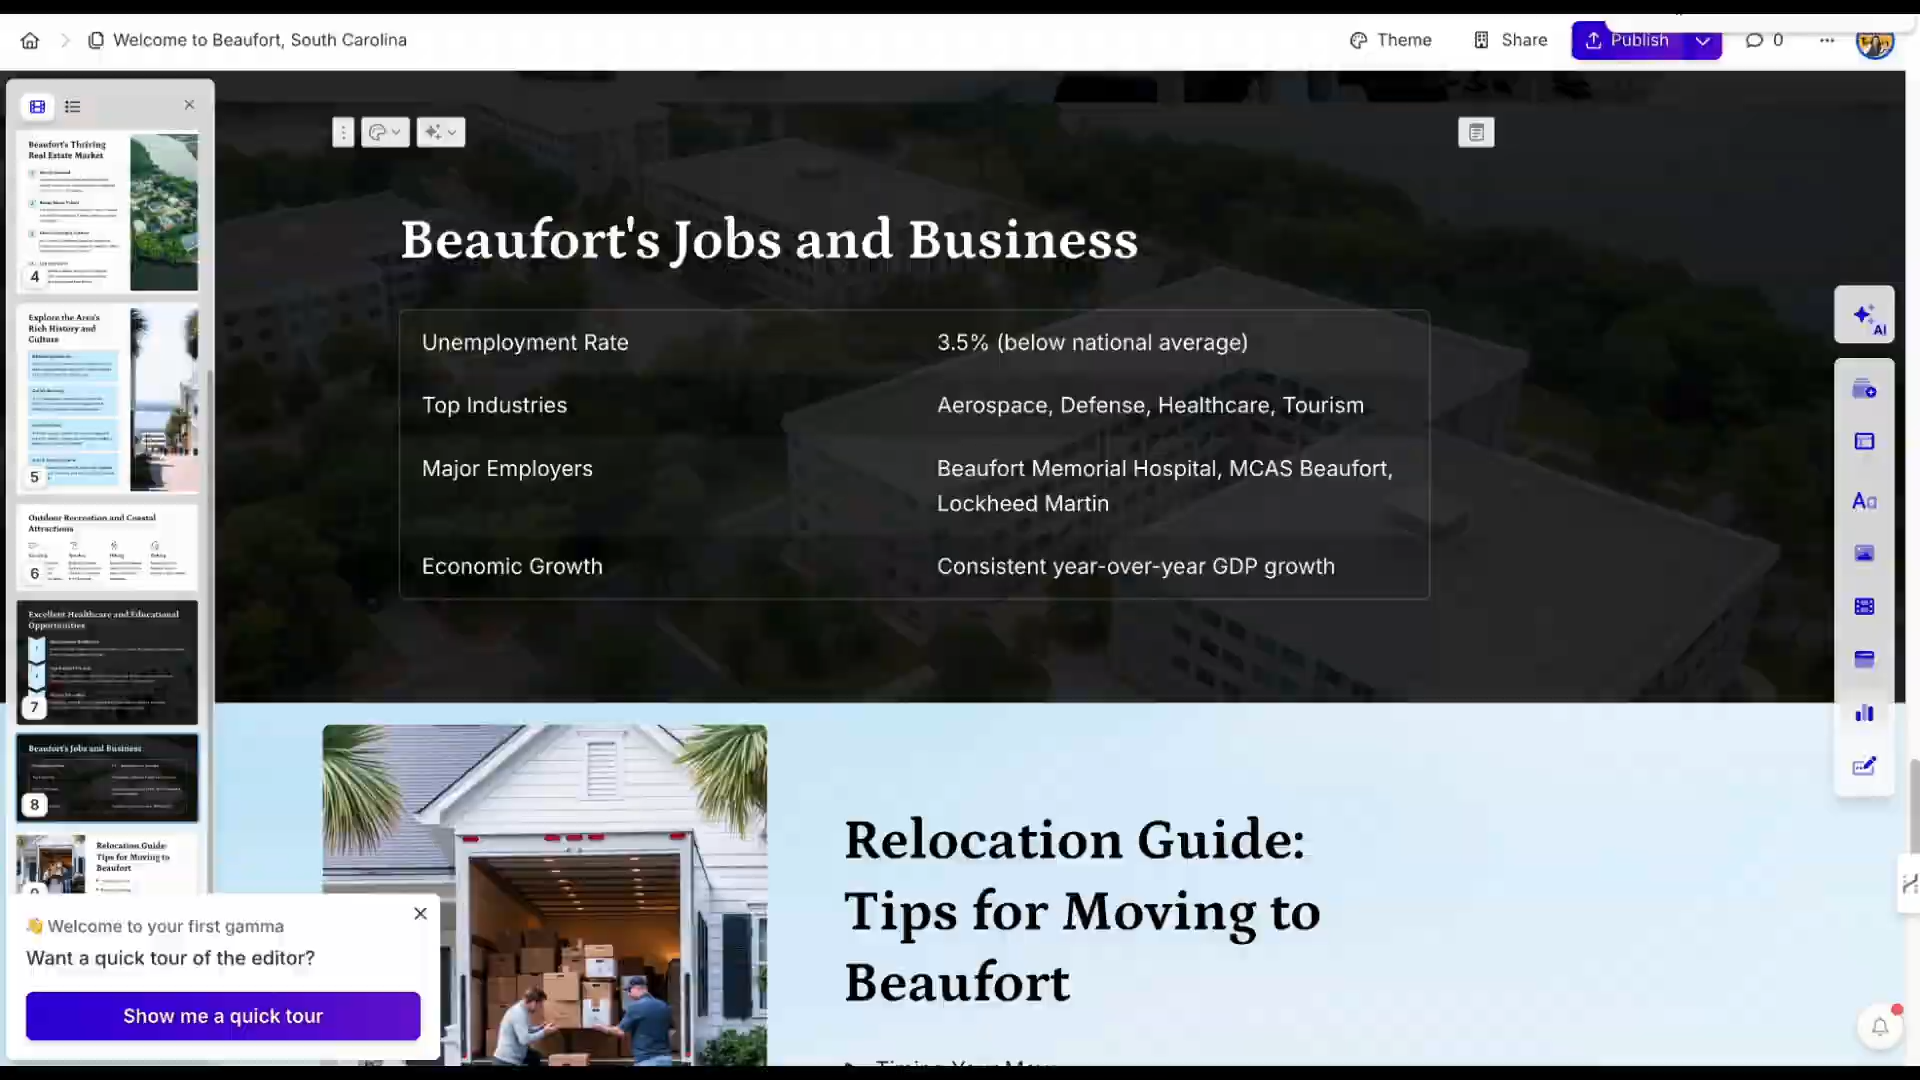 Welcome to Beaufort, South Carolina
Theme
Share
Publish
0
Beaufort's Thriving
Real Estate Market
4
Explore the Area's
Rich History and
Culture
5
Outdoor Recreation and Coastal
Attractions
6
Excellent Healthcare and Educational
Opportunities
7
Beaufort's Jobs and Business
8
Relocation Guide:
Tips for Moving to
Beaufort
Beaufort's Jobs and Business
Unemployment Rate
3.5% (below national average)
Top Industries
Aerospace, Defense, Healthcare, Tourism
Major Employers
Beaufort Memorial Hospital, MCAS Beaufort,
Lockheed Martin
Economic Growth
Consistent year-over-year GDP growth
Relocation Guide:
Tips for Moving to
Beaufort
AI
Aa
👋 Welcome to your first gamma
Want a quick tour of the editor?
Show me a quick tour